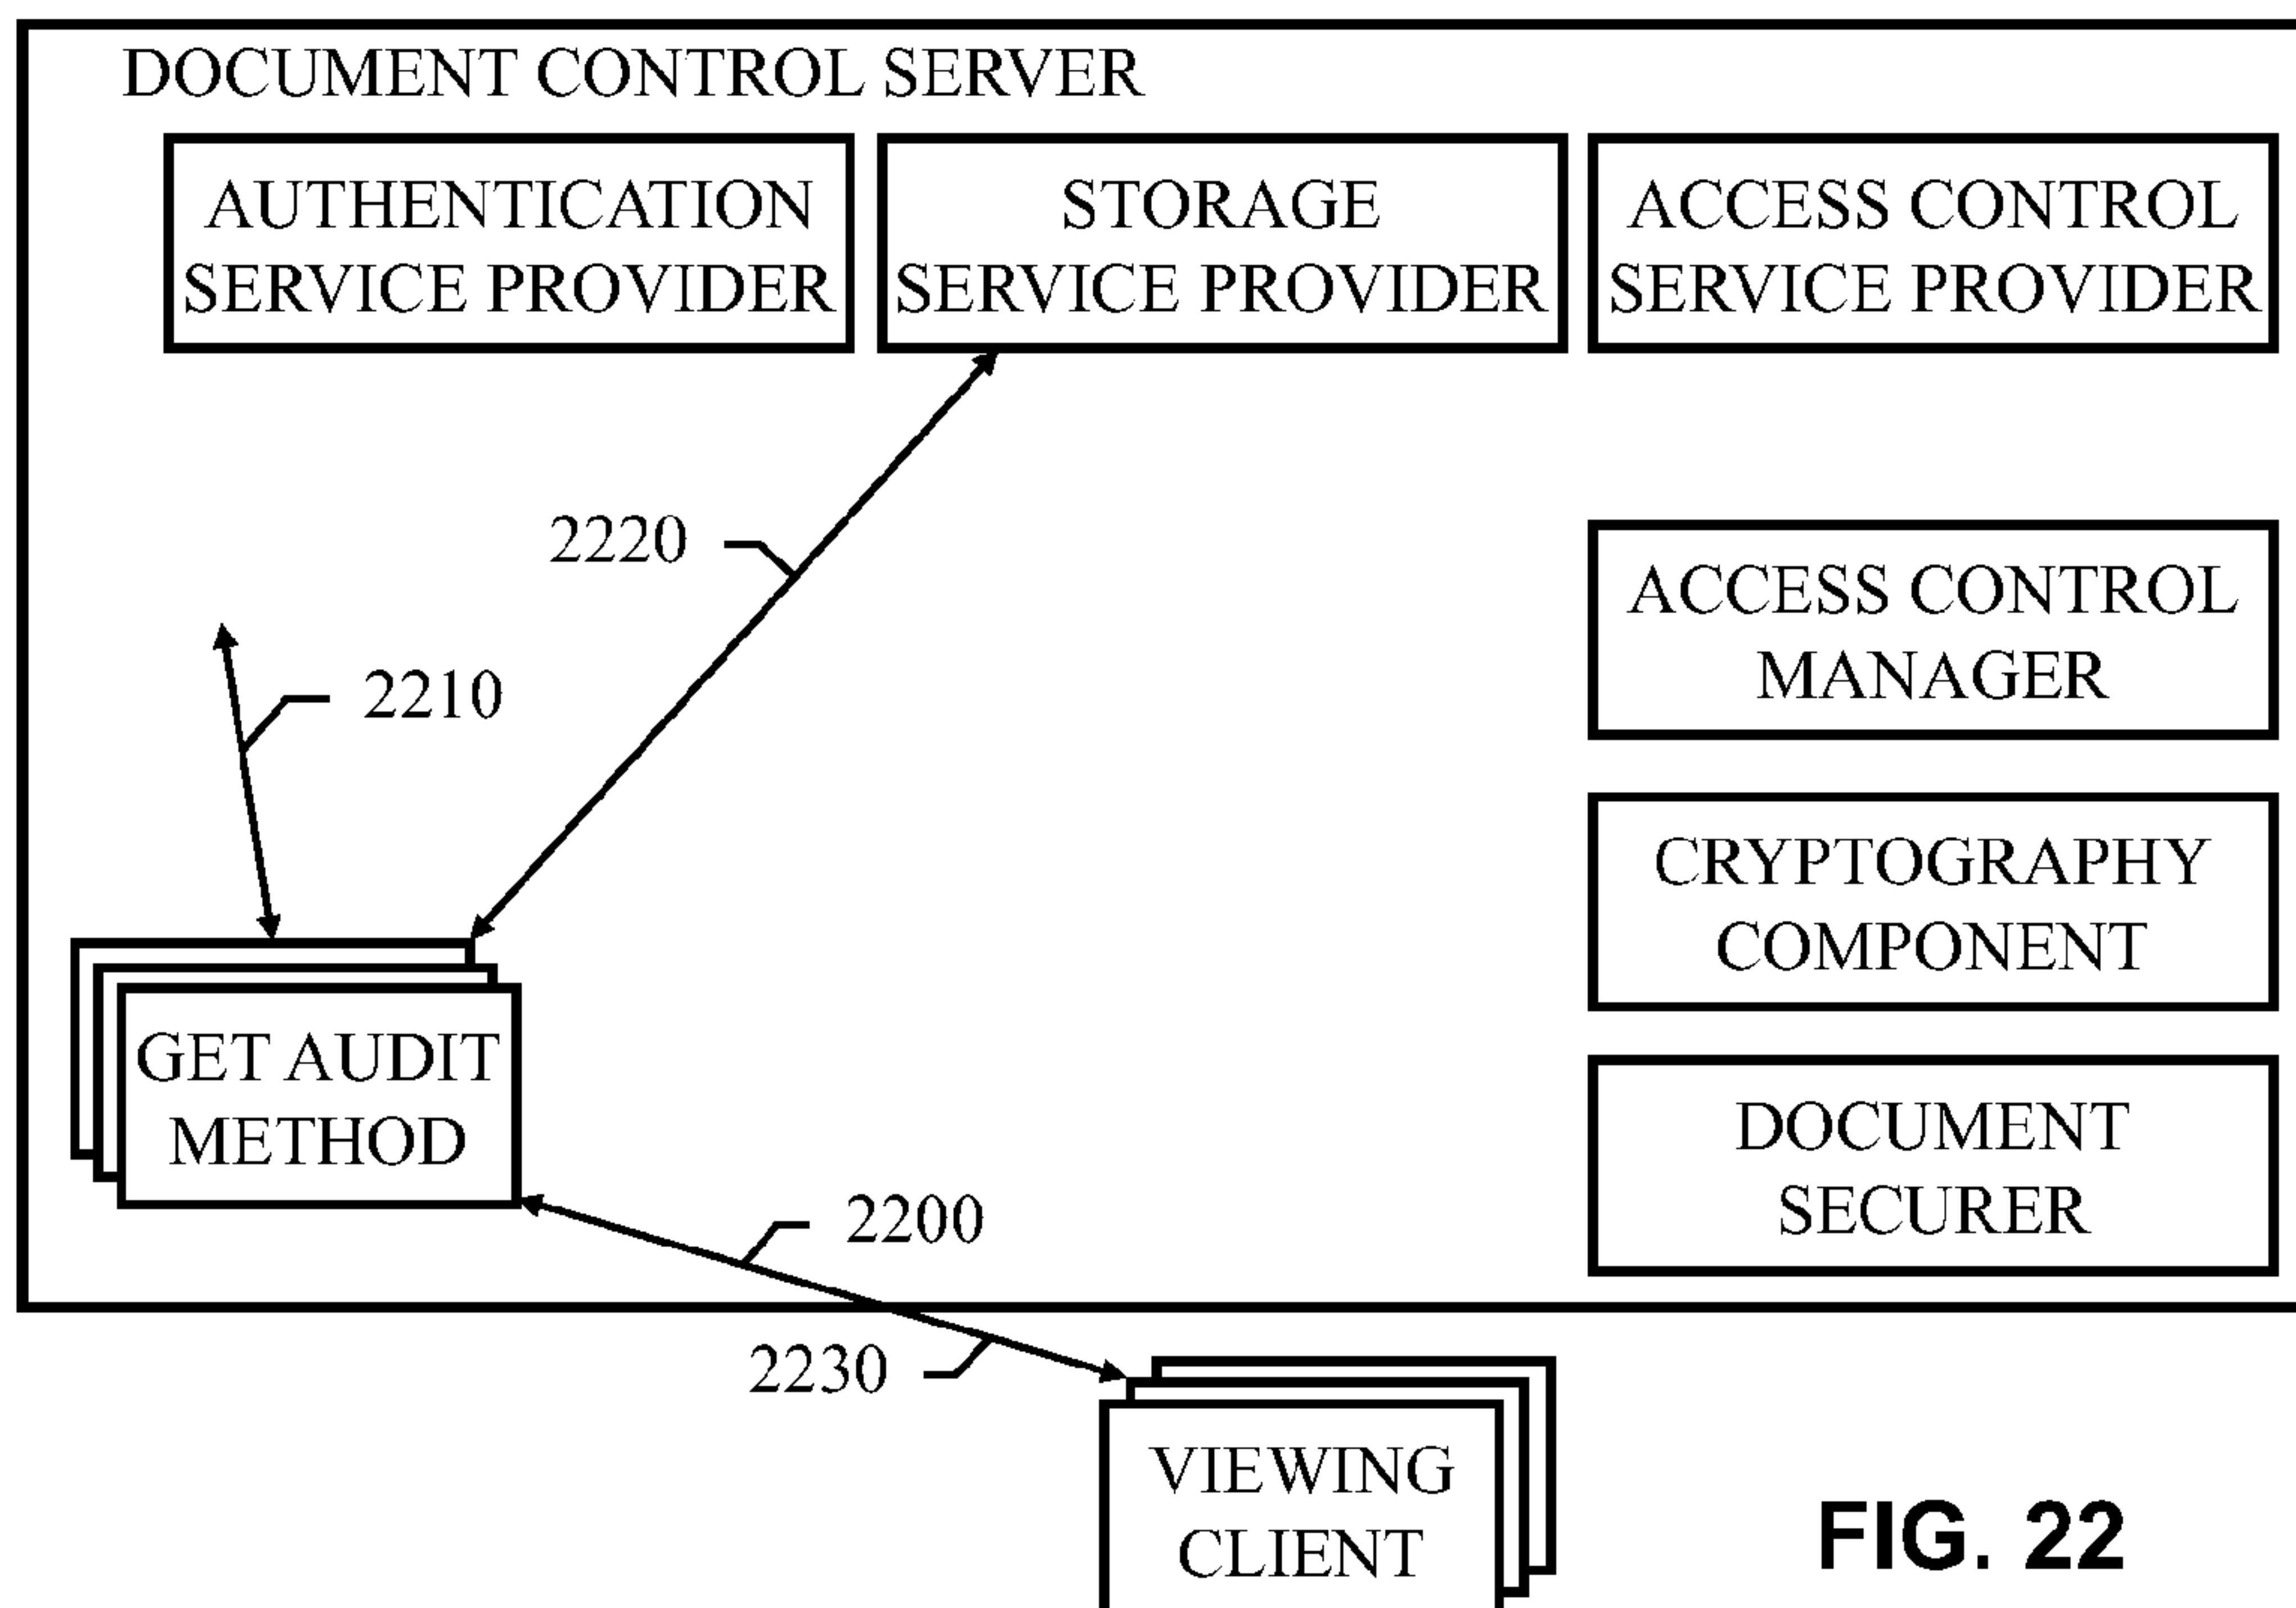 DOCUMENT CONTROL SERVER
AUTHENTICATION
SERVICE PROVIDER
STORAGE
SERVICE PROVIDER
ACCESS CONTROL
SERVICE PROVIDER
2220
ACCESS CONTROL
MANAGER
2210
CRYPTOGRAPHY
COMPONENT
GET AUDIT
METHOD
DOCUMENT
SECURER
2200
2230
VIEWING
CLIENT
FIG. 22